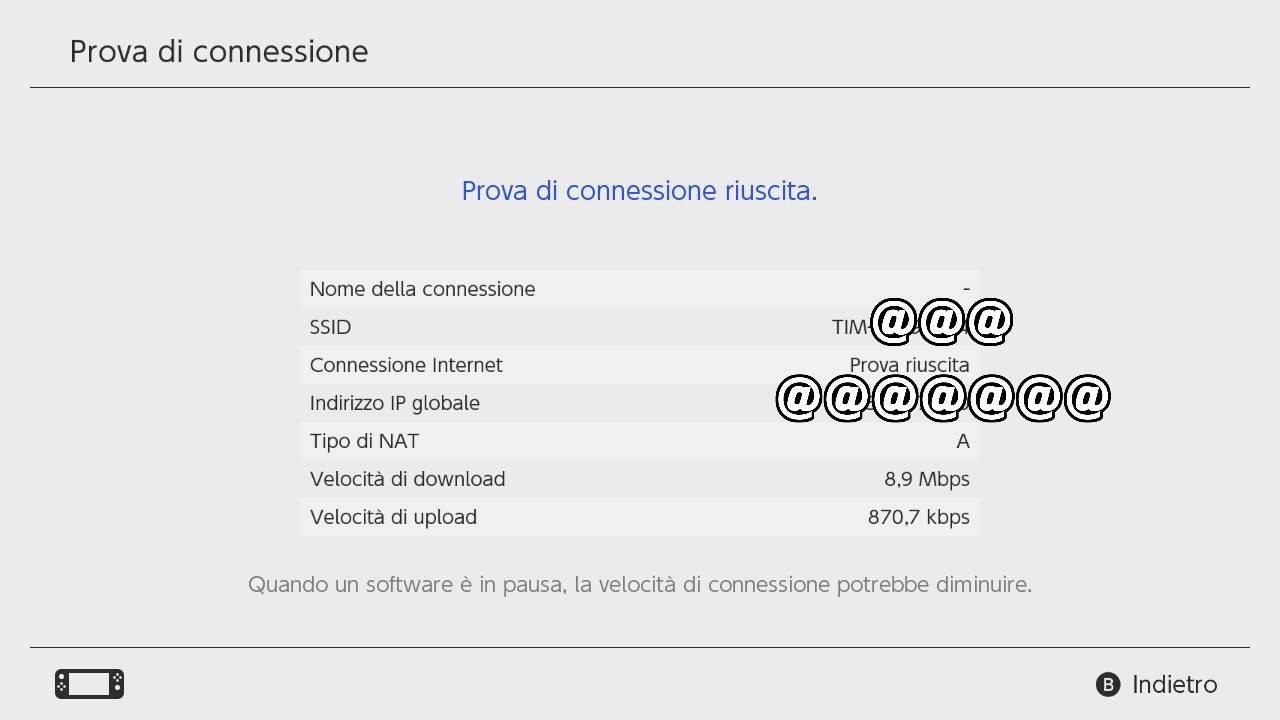 Prova di connessione
Prova di connessione riuscita.
Nome della connessione -
SSID TIM- @@@
Connessione Internet Prova riuscita
Indirizzo IP globale @@@@@@@
Tipo di NAT A
Velocità di download 8,9 Mbps
Velocità di upload 870,7 kbps
Quando un software è in pausa, la velocità di connessione potrebbe diminuire.
B Indietro